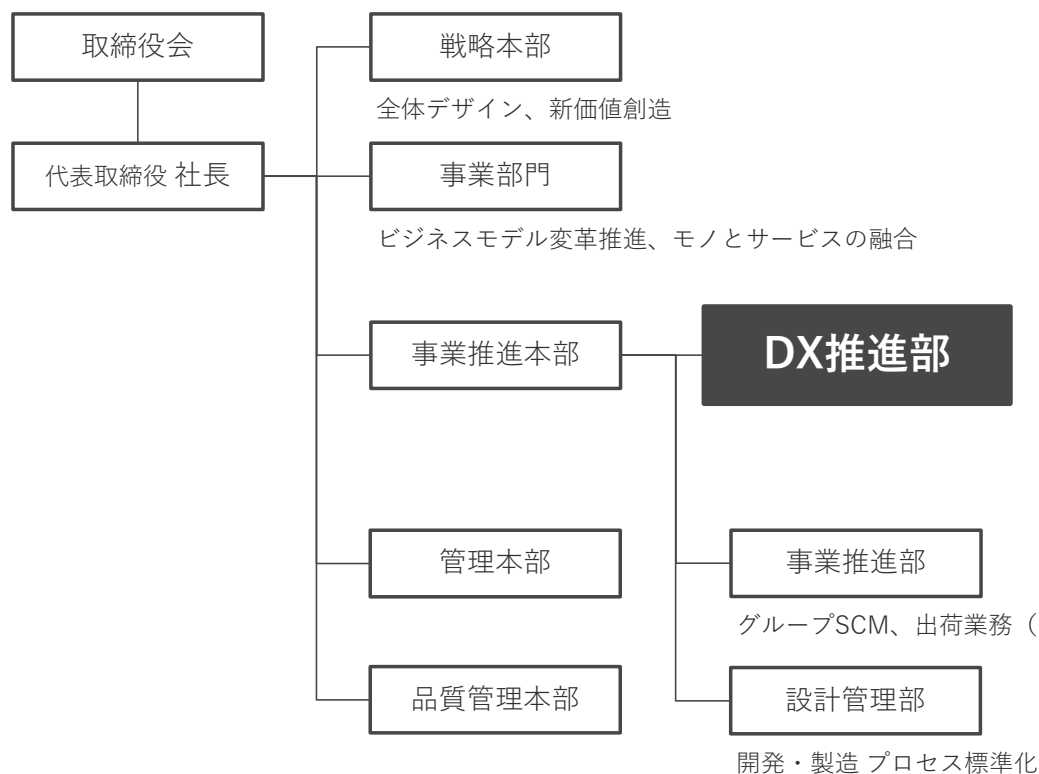 取締役会
代表取締役 社長
戦略本部
全体デザイン、新価値創造
事業部門
ビジネスモデル変革推進、モノとサービスの融合
事業推進本部
DX推進部
管理本部
事業推進部
グループSCM、出荷業務（
品質管理本部
設計管理部
開発・製造 プロセス標準化